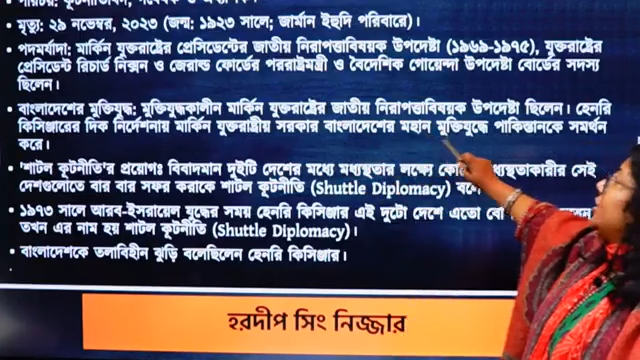 • মৃত্যু: ২৯ নভেম্বর, ২০২৩ (জন্ম: ১৯২৩ সালে; জার্মান ইহুদি পরিবারে)।
• পদমর্যাদা: মার্কিন যুক্তরাষ্ট্রের প্রেসিডেন্টের জাতীয় নিরাপত্তাবিষয়ক উপদেষ্টা (১৯৬৯-১৯৭৫), যুক্তরাষ্ট্রের
প্রেসিডেন্ট রিচার্ড নিক্সন ও জেরাল্ড ফোর্ডের পররাষ্ট্রমন্ত্রী ও বৈদেশিক গোয়েন্দা উপদেষ্টা বোর্ডের সদস্য
ছিলেন।
• বাংলাদেশের মুক্তিযুদ্ধ: মুক্তিযুদ্ধকালীন মার্কিন যুক্তরাষ্ট্রের জাতীয় নিরাপত্তাবিষয়ক উপদেষ্টা ছিলেন। হেনরি
কিসিঞ্জারের দিক নির্দেশনায় মার্কিন যুক্তরাষ্ট্রীয় সরকার বাংলাদেশের মহান মুক্তিযুদ্ধে পাকিস্তানকে সমর্থন
করে।
• 'শাটল কূটনীতি'র প্রয়োগঃ বিবাদমান দুইটি দেশের মধ্যে মধ্যস্থতার লক্ষ্যে মধ্যস্থতাকারীর সেই
দেশগুলোতে বার বার সফর করাকে শাটল কূটনীতি (Shuttle Diplomacy)
• ১৯৭৩ সালে আরব-ইসরায়েল যুদ্ধের সময় হেনরি কিসিঞ্জার এই দুটো দেশে এতো
তখন এর নাম হয় শাটল কূটনীতি (Shuttle Diplomacy)।
• বাংলাদেশকে তলাবিহীন ঝুড়ি বলেছিলেন হেনরি কিসিঞ্জার।
হরদীপ সিং নিজ্জার